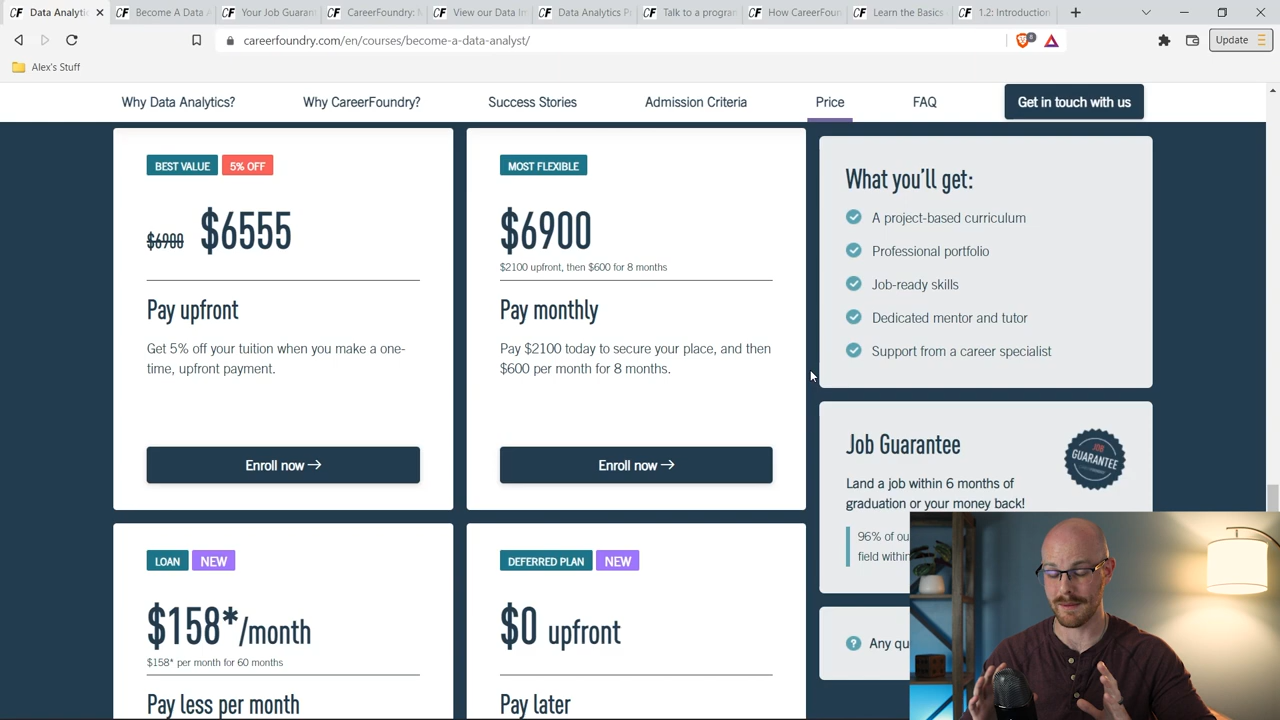 Data Analytic
Become A Data A
Your Job Guaran
CareerFoundry:
View our Data In
Data Analytics P
Talk to a progran
How CareerFoun
Learn the Basics
1.2: Introduction
careerfoundry.com/en/courses/become-a-data-analyst/
8
Update
Alex's Stuff
Why Data Analytics?
Why CareerFoundry?
Success Stories
Admission Criteria
Price
FAQ
Get in touch with us
BEST VALUE
5% OFF
$6900 $6555
Pay upfront
Get 5% off your tuition when you make a one-
time, upfront payment.
Enroll now →
MOST FLEXIBLE
$6900
$2100 upfront, then $600 for 8 months
Pay monthly
Pay $2100 today to secure your place, and then
$600 per month for 8 months.
Enroll now →
What you'll get:
A project-based curriculum
Professional portfolio
Job-ready skills
Dedicated mentor and tutor
Support from a career specialist
Job Guarantee
JOB
GUARANTEE
Land a job within 6 months of
graduation or your money back!
96% of ou
field within
? Any qu
LOAN
NEW
$158*/month
$158* per month for 60 months
Pay less per month
DEFERRED PLAN
NEW
$0 upfront
Pay later